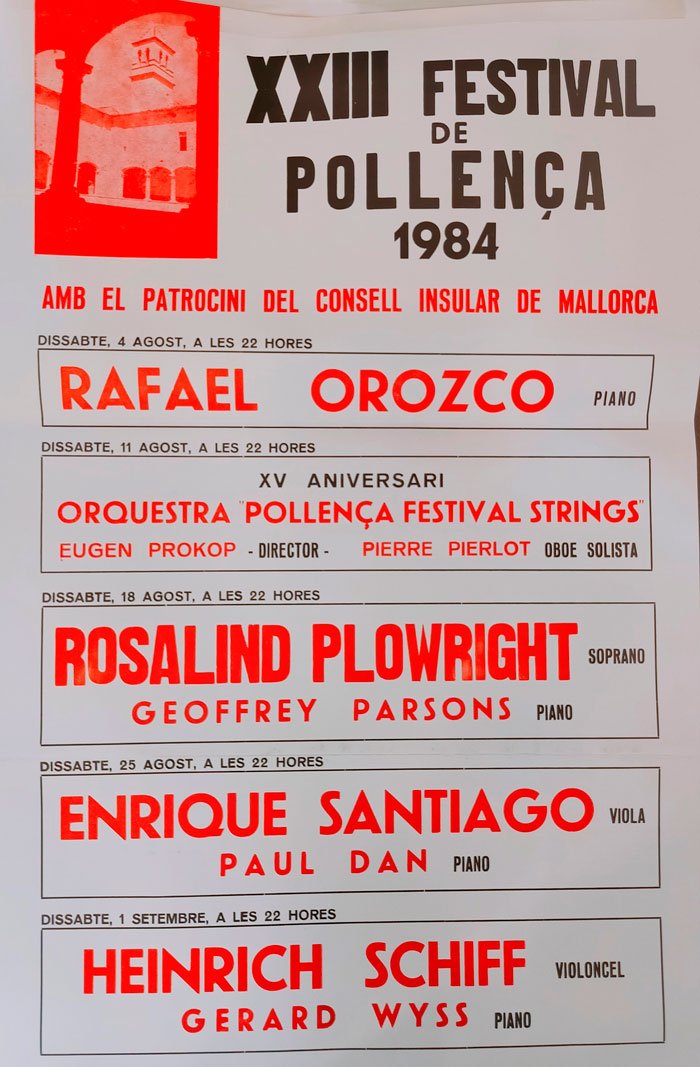 XXIII FESTIVAL
DE
POLLENÇA
1984
AMB EL PATROCINI DEL CONSELL INSULAR DE MALLORCA
DISSABTE, 4 AGOST, A LES 22 HORES
RAFAEL OROZCO PIANO
DISSABTE, 11 AGOST, A LES 22 HORES
XV ANIVERSARI
ORQUESTRA "POLLENÇA FESTIVAL STRINGS"
EUGEN PROKOP - DIRECTOR - PIERRE PIERLOT OBOE SOLISTA
DISSABTE, 18 AGOST, A LES 22 HORES
ROSALIND PLOWRIGHT SOPRANO
GEOFFREY PARSONS PIANO
DISSABTE, 25 AGOST, A LES 22 HORES
ENRIQUE SANTIAGO VIOLA
PAUL DAN PIANO
DISSABTE, 1 SETEMBRE, A LES 22 HORES
HEINRICH SCHIFF VIOLONCEL
GERARD WYSS PIANO